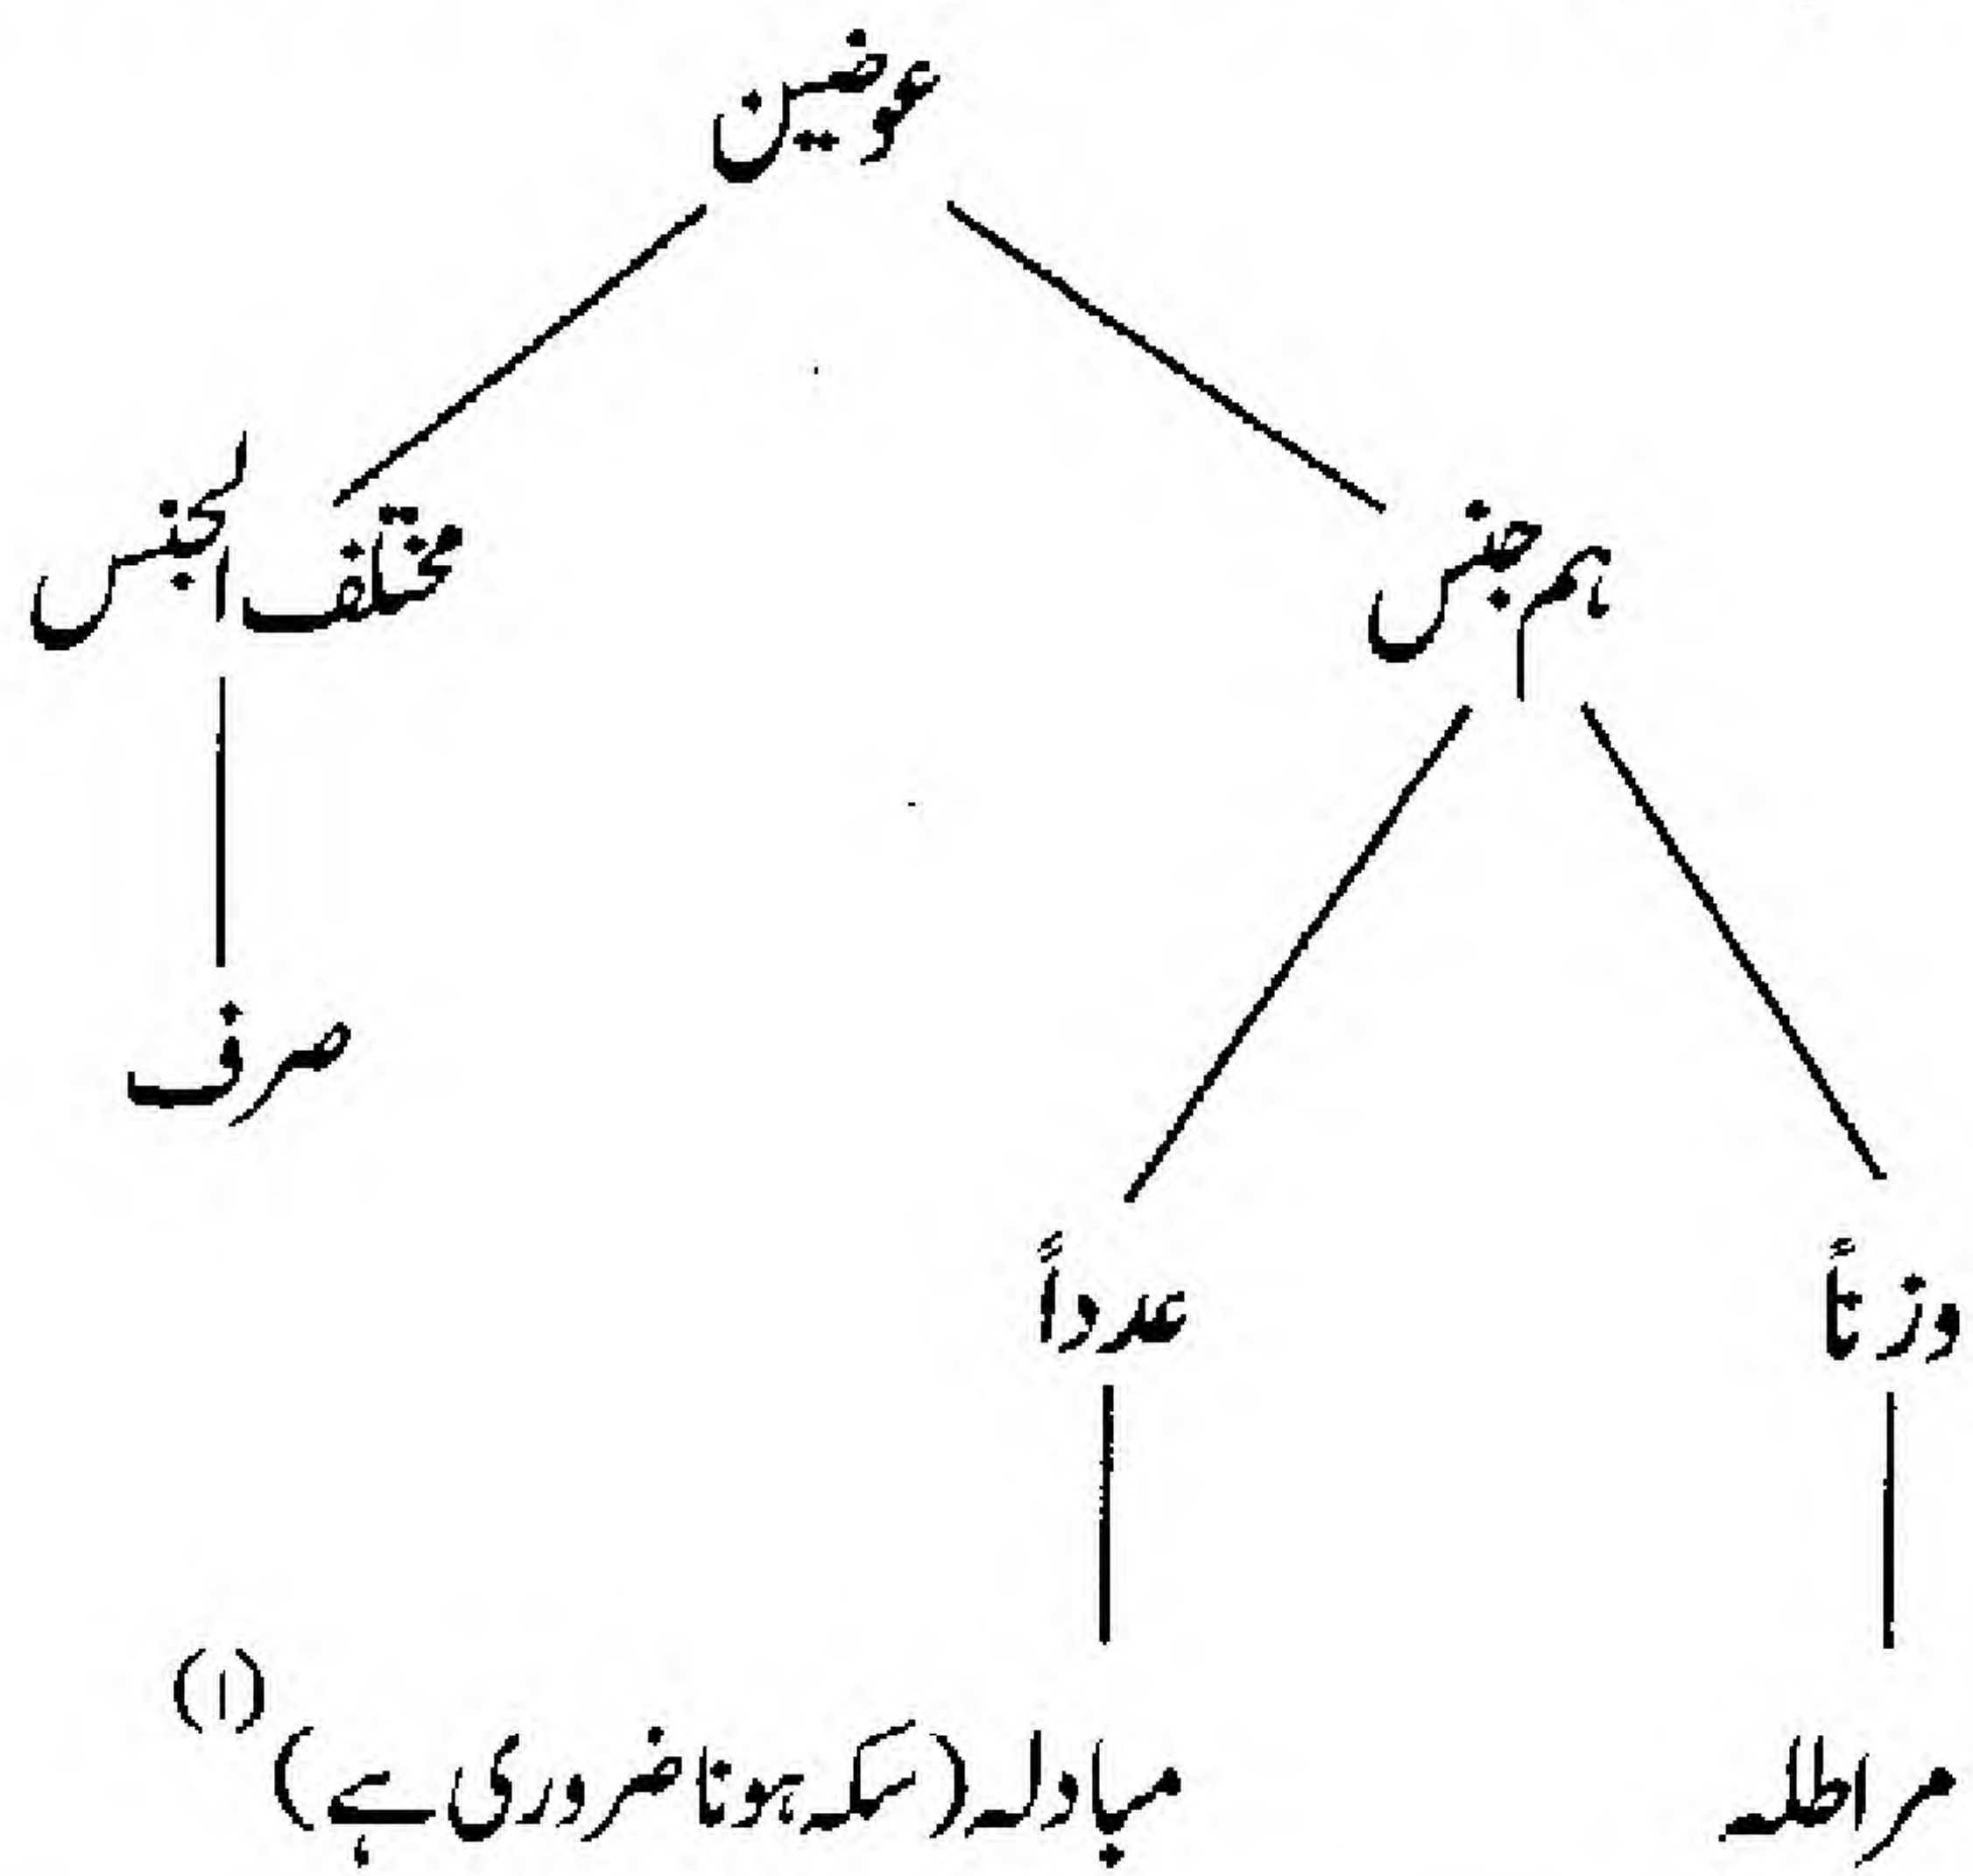 عوضین
ہم جنس
مختلف الجنس
صرف
وزناً
عدداً
مراطلہ
مبادلہ (سکہ ہونا ضروری ہے) (۱)